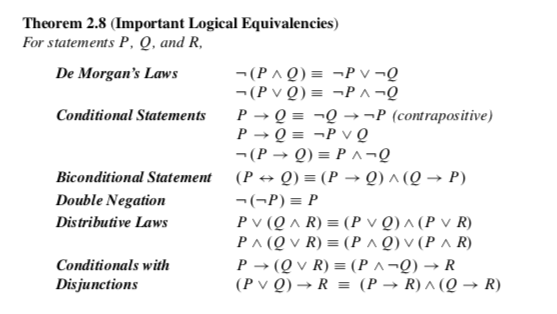 Theorem 2.8 (Important Logical Equivalencies)
For statements P, Q, and R,
De Morgan's Laws ¬(P ∧ Q) ≡ ¬P ∨ ¬Q
¬(P ∨ Q) ≡ ¬P ∧ ¬Q
Conditional Statements P → Q ≡ ¬Q → ¬P (contrapositive)
P → Q ≡ ¬P ∨ Q
¬(P → Q) ≡ P ∧ ¬Q
Biconditional Statement (P ↔ Q) ≡ (P → Q) ∧ (Q → P)
Double Negation ¬(¬P) ≡ P
Distributive Laws P ∨ (Q ∧ R) ≡ (P ∨ Q) ∧ (P ∨ R)
P ∧ (Q ∨ R) ≡ (P ∧ Q) ∨ (P ∧ R)
Conditionals with P → (Q ∨ R) ≡ (P ∧ ¬Q) → R
Disjunctions (P ∨ Q) → R ≡ (P → R) ∧ (Q → R)